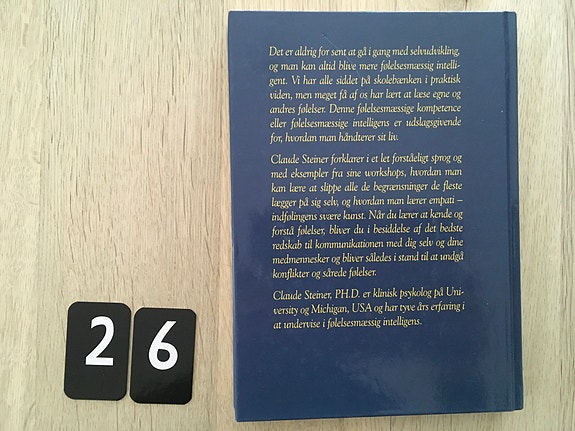 Det er aldrig for sent at gå i gang med selvudvikling,
og man kan altid blive mere følelsesmæssig intelli-
gent. Vi har alle siddet på skolebænken i praktisk
viden, men meget få af os har lært at læse egne og
andres følelser. Denne følelsesmæssige kompetence
eller følelsesmæssige intelligens er udslagsgivende
for, hvordan man håndterer sit liv.
Claude Steiner forklarer i et let forståeligt sprog og
med eksempler fra sine workshops, hvordan man
kan lære at slippe alle de begrænsninger de fleste
lægger på sig selv, og hvordan man lærer empati –
indfølingens svære kunst. Når du lærer at kende og
forstå følelser, bliver du i besiddelse af det bedste
redskab til kommunikationen med dig selv og dine
medmennesker og bliver således i stand til at undgå
konflikter og sårede følelser.
Claude Steiner, PH.D. er klinisk psykolog på Uni-
versity og Michigan, USA og har tyve års erfaring i
at undervise i følelsesmæssig intelligens.
26